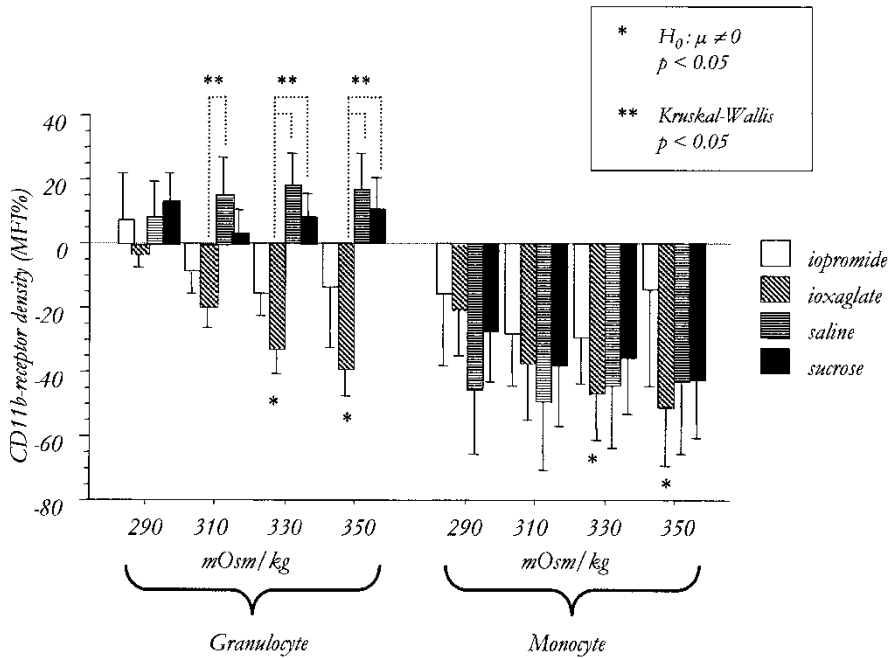 * H₀: μ ≠ 0
p < 0.05
** Kruskal-Wallis
p < 0.05
** ** **
CD11b-receptor density (MFI%)
40
20
0
-20
-40
-60
-80
* *
* *
iopromide
ioxaglate
saline
sucrose
290 310 330 350 290 310 330 350
mOsm/kg mOsm/kg
Granulocyte Monocyte